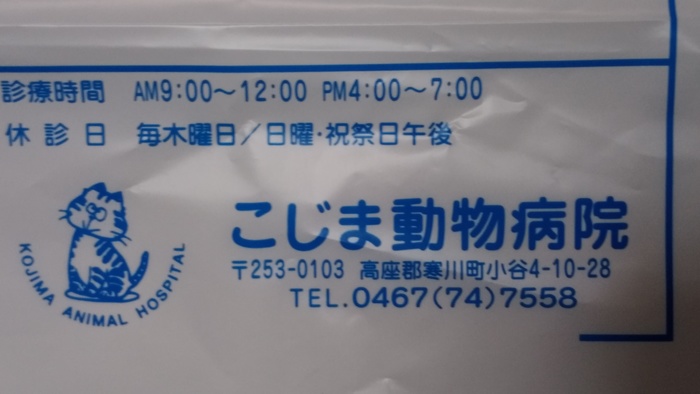 診療時間 AM9:00～12:00 PM4:00～7:00
休診日 毎木曜日／日曜・祝祭日午後
こじま動物病院
〒253-0103 高座郡寒川町小谷4-10-28
TEL.0467(74)7558
KOJIMA ANIMAL HOSPITAL